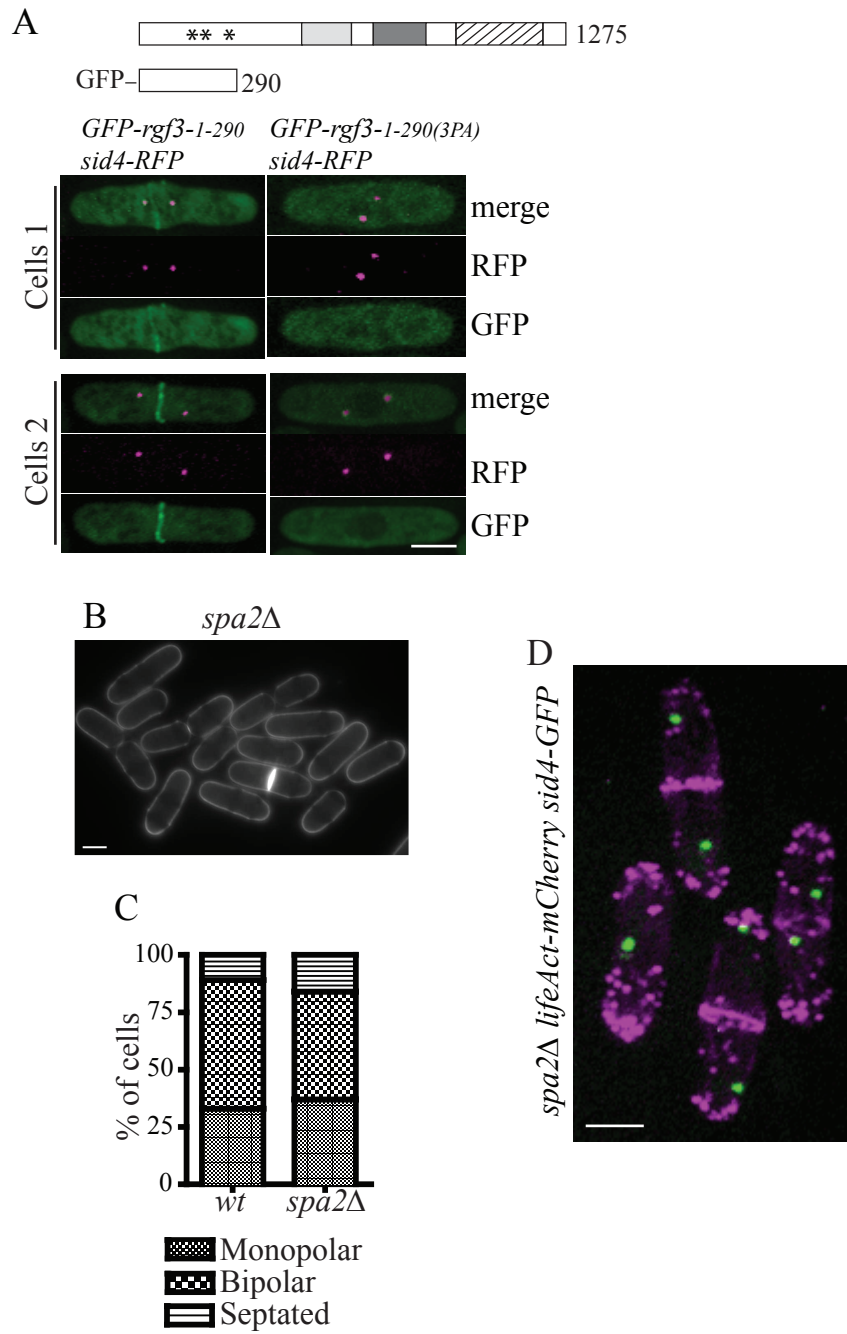 A
** *
1275
GFP–
290
GFP-rgf3-1-290
sid4-RFP
GFP-rgf3-1-290(3PA)
sid4-RFP
Cells 1
merge
RFP
GFP
Cells 2
merge
RFP
GFP
B
spa2Δ
C
% of cells
100
75
50
25
0
wt
spa2Δ
Monopolar
Bipolar
Septated
D
spa2Δ lifeAct-mCherry sid4-GFP